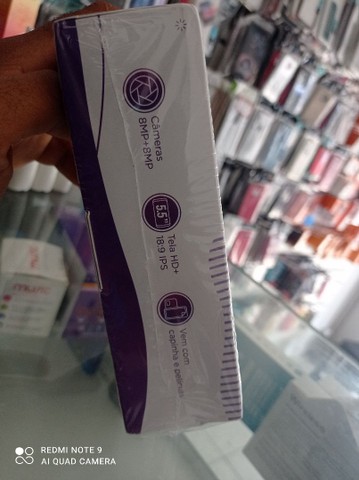 Câmeras
8MP+8MP
5.5"
Tela HD+
18:9 IPS
Vem com
capinha e película
REDMI NOTE 9
AI QUAD CAMERA